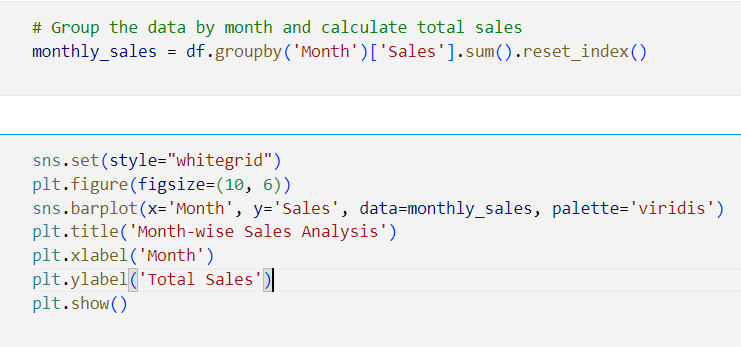 # Group the data by month and calculate total sales
monthly_sales = df.groupby('Month')['Sales'].sum().reset_index()
sns.set(style="whitegrid")
plt.figure(figsize=(10, 6))
sns.barplot(x='Month', y='Sales', data=monthly_sales, palette='viridis')
plt.title('Month-wise Sales Analysis')
plt.xlabel('Month')
plt.ylabel('Total Sales')
plt.show()